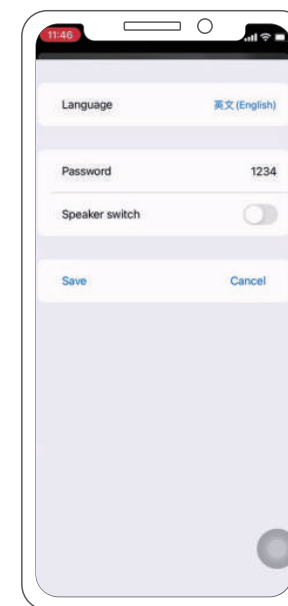 11:46
Language 英文 (English)
Password 1234
Speaker switch
Save Cancel